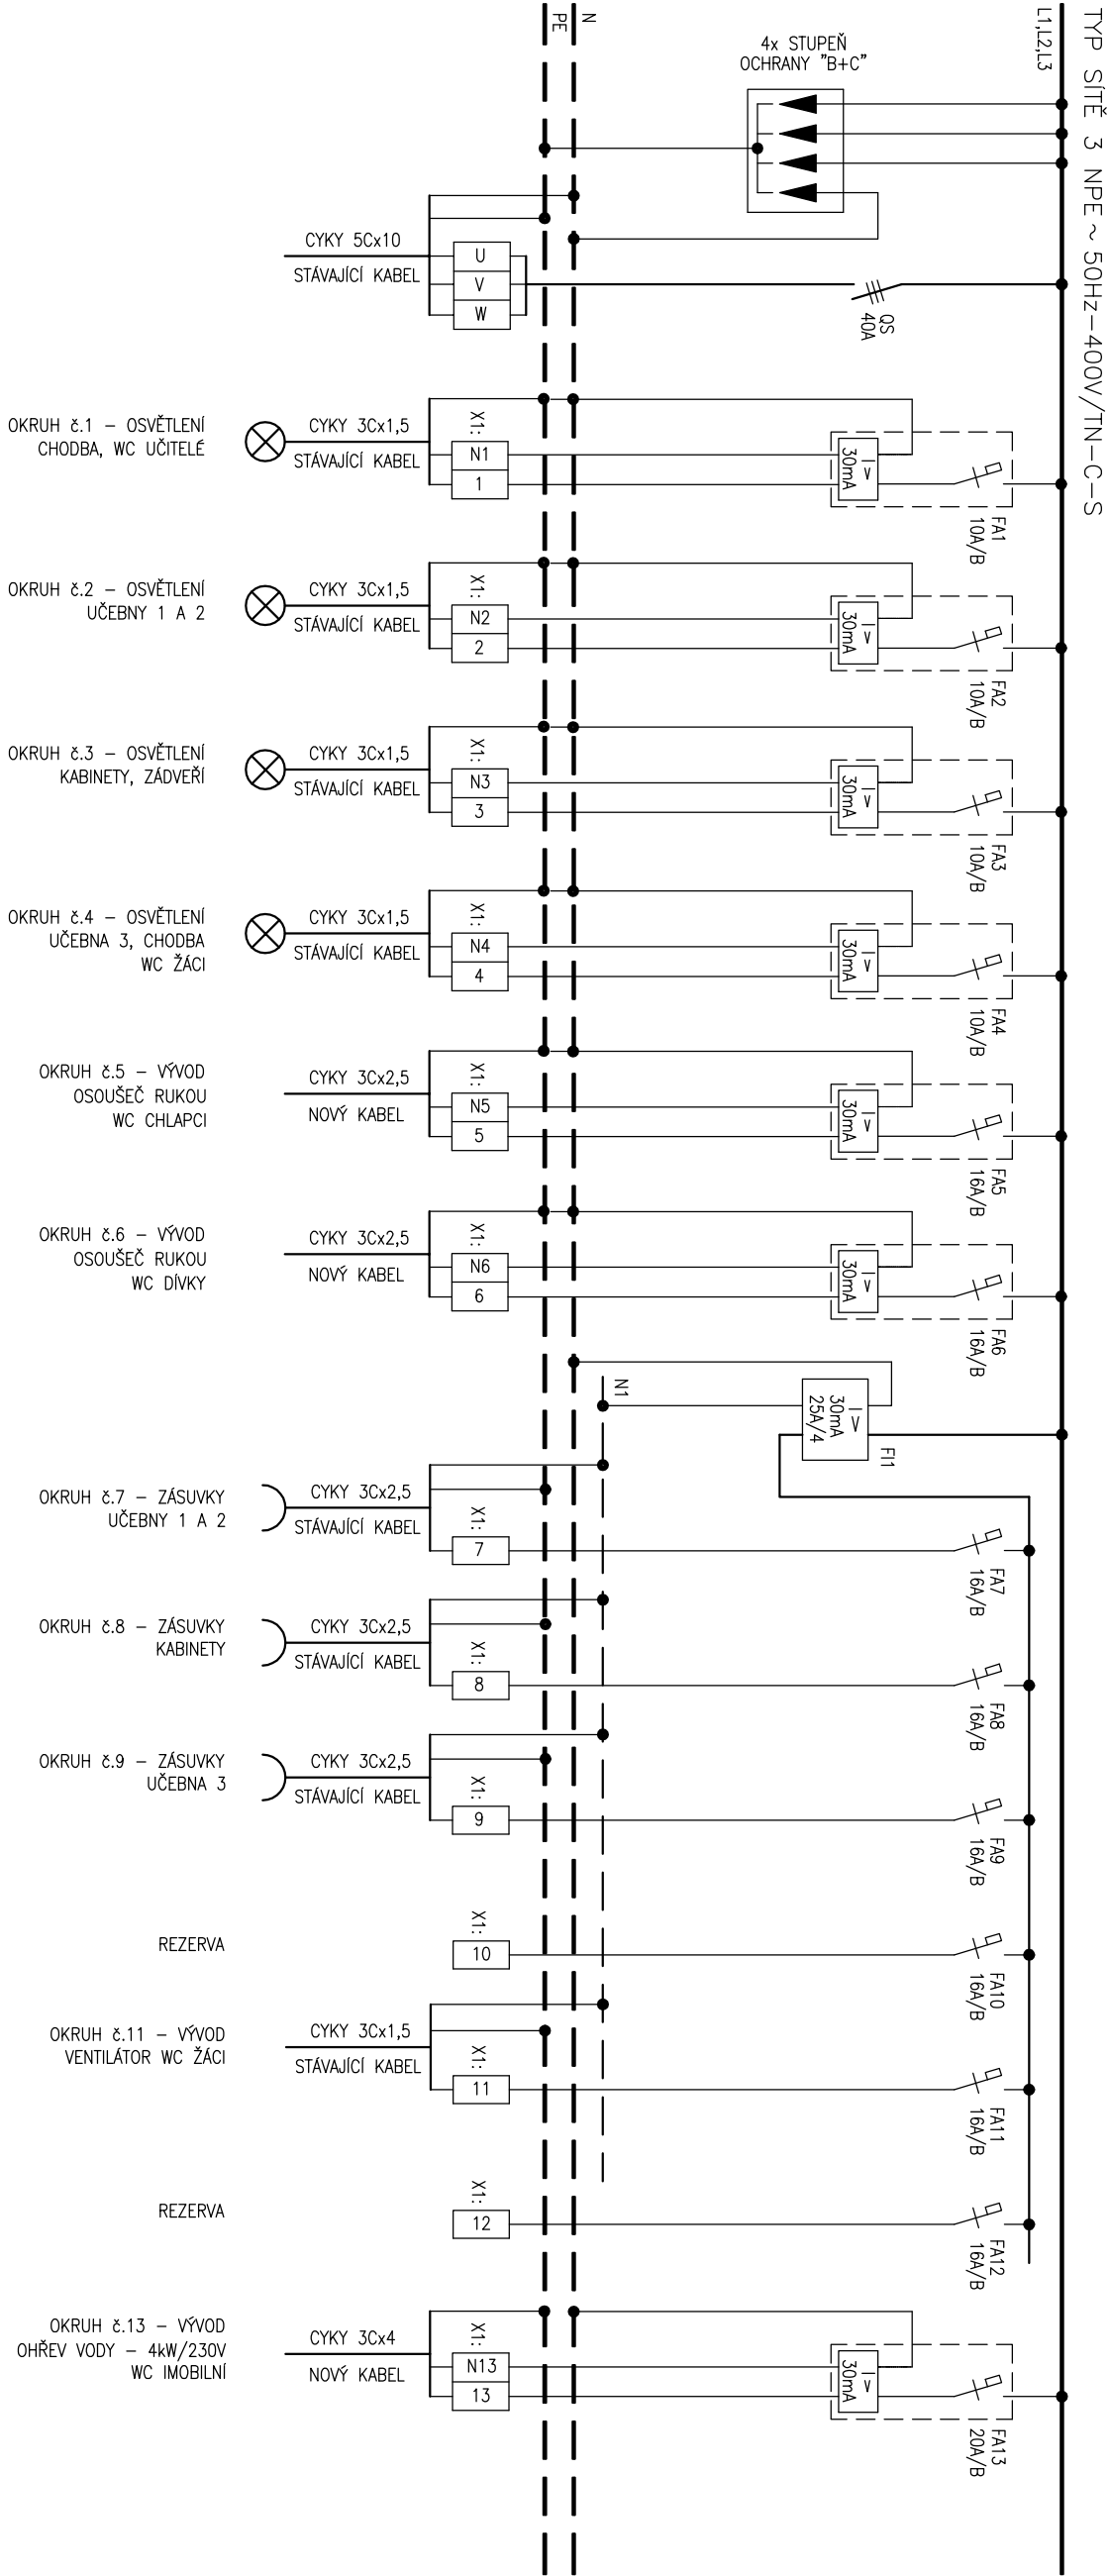 TYP SÍTĚ 3 NPE ~ 50Hz–400V/TN–C–S
L1,L2,L3
N
PE
4x STUPEŇ
OCHRANY "B+C"
CYKY 5Cx10
STÁVAJÍCÍ KABEL
U
V
W
QS
40A
OKRUH č.1 – OSVĚTLENÍ
CHODBA, WC UČITELÉ
CYKY 3Cx1,5
STÁVAJÍCÍ KABEL
X1:
N1
1
I>
30mA
FA1
10A/B
OKRUH č.2 – OSVĚTLENÍ
UČEBNY 1 A 2
CYKY 3Cx1,5
STÁVAJÍCÍ KABEL
X1:
N2
2
I>
30mA
FA2
10A/B
OKRUH č.3 – OSVĚTLENÍ
KABINETY, ZÁDVEŘÍ
CYKY 3Cx1,5
STÁVAJÍCÍ KABEL
X1:
N3
3
I>
30mA
FA3
10A/B
OKRUH č.4 – OSVĚTLENÍ
UČEBNA 3, CHODBA
WC ŽÁCI
CYKY 3Cx1,5
STÁVAJÍCÍ KABEL
X1:
N4
4
I>
30mA
FA4
10A/B
OKRUH č.5 – VÝVOD
OSOUŠEČ RUKOU
WC CHLAPCI
CYKY 3Cx2,5
NOVÝ KABEL
X1:
N5
5
I>
30mA
FA5
16A/B
OKRUH č.6 – VÝVOD
OSOUŠEČ RUKOU
WC DÍVKY
CYKY 3Cx2,5
NOVÝ KABEL
X1:
N6
6
I>
30mA
FA6
16A/B
N1
I>
30mA
25A/4
FI1
OKRUH č.7 – ZÁSUVKY
UČEBNY 1 A 2
CYKY 3Cx2,5
STÁVAJÍCÍ KABEL
X1:
7
FA7
16A/B
OKRUH č.8 – ZÁSUVKY
KABINETY
CYKY 3Cx2,5
STÁVAJÍCÍ KABEL
X1:
8
FA8
16A/B
OKRUH č.9 – ZÁSUVKY
UČEBNA 3
CYKY 3Cx2,5
STÁVAJÍCÍ KABEL
X1:
9
FA9
16A/B
REZERVA
X1:
10
FA10
16A/B
OKRUH č.11 – VÝVOD
VENTILÁTOR WC ŽÁCI
CYKY 3Cx1,5
STÁVAJÍCÍ KABEL
X1:
11
FA11
16A/B
REZERVA
X1:
12
FA12
16A/B
OKRUH č.13 – VÝVOD
OHŘEV VODY – 4kW/230V
WC IMOBILNÍ
CYKY 3Cx4
NOVÝ KABEL
X1:
N13
13
I>
30mA
FA13
20A/B